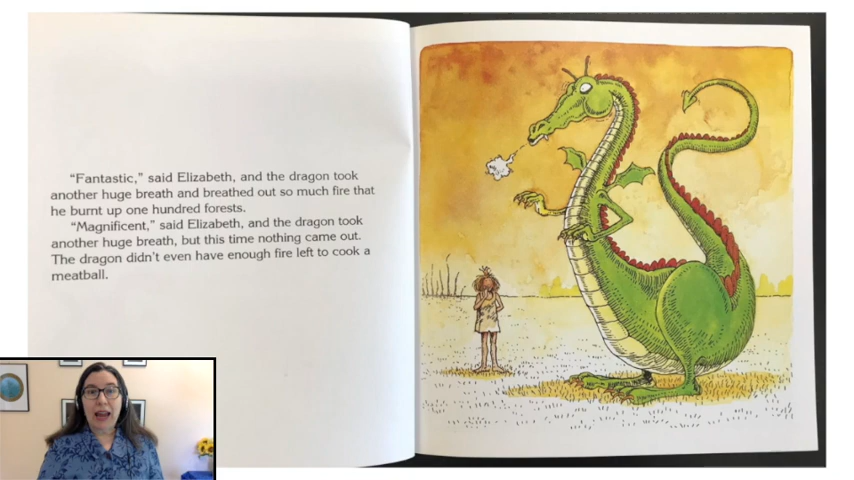 “Fantastic,” said Elizabeth, and the dragon took
another huge breath and breathed out so much fire that
he burnt up one hundred forests.
“Magnificent,” said Elizabeth, and the dragon took
another huge breath, but this time nothing came out.
The dragon didn’t even have enough fire left to cook a
meatball.